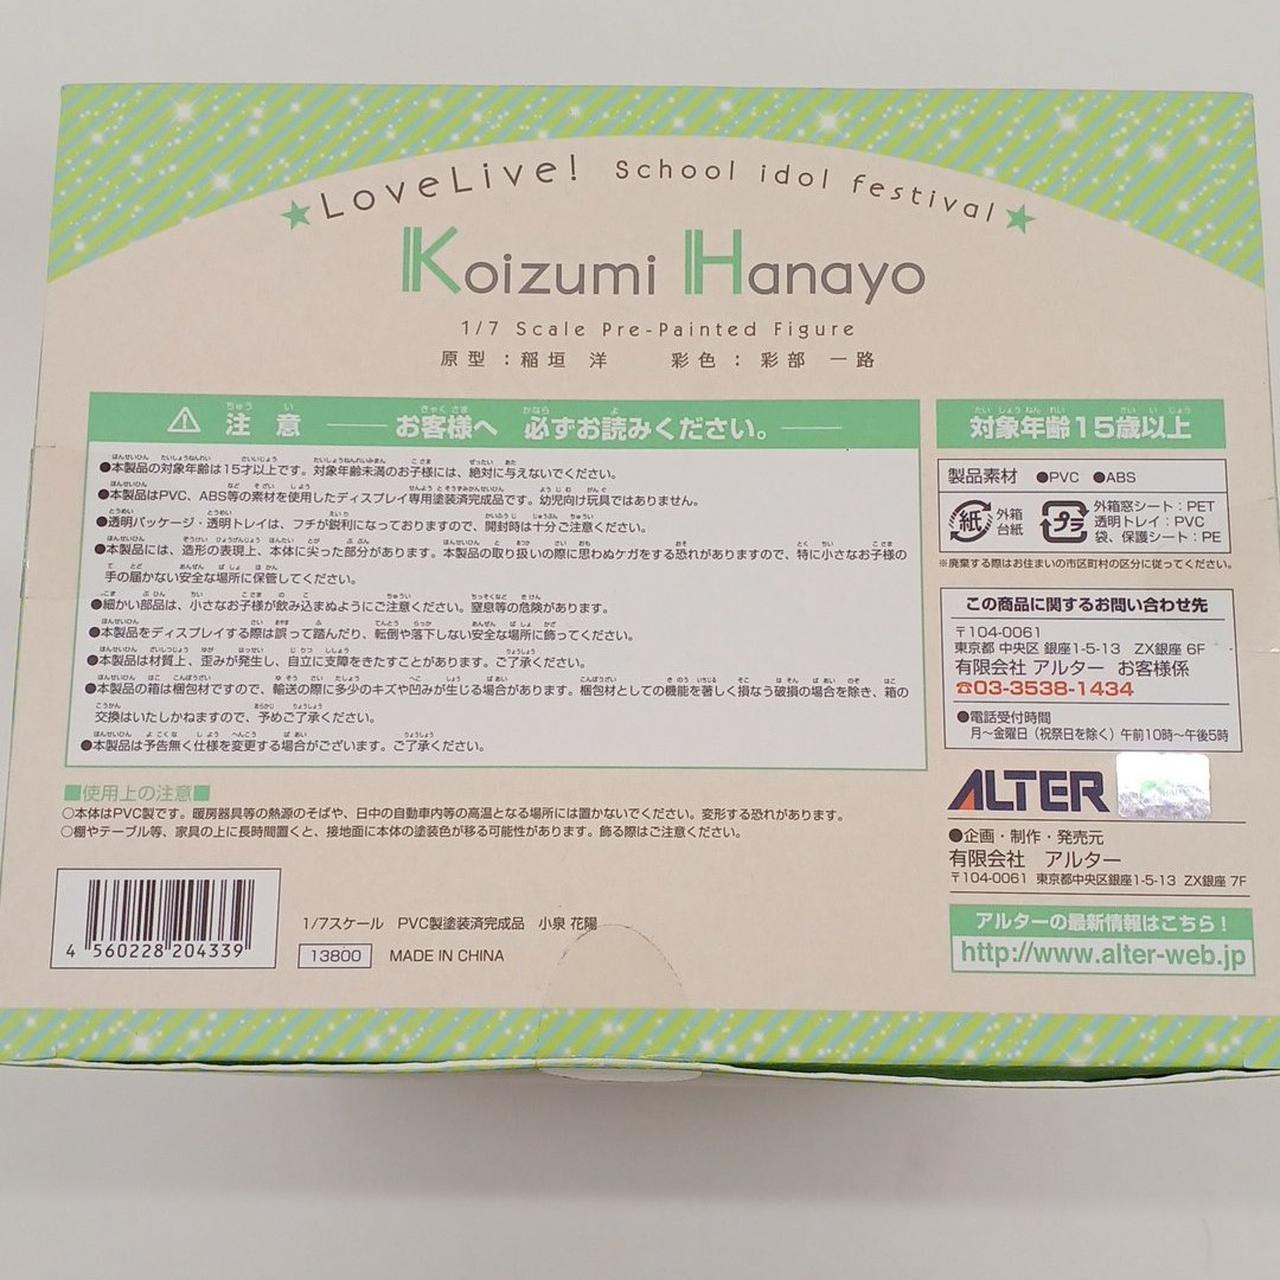 ★LoveLive! School idol festival★
Koizumi Hanayo
1/7 Scale Pre-Painted Figure
原型：稲垣 洋　彩色：彩部 一路
⚠ 注意 ── お客様へ 必ずお読みください。──
●本製品の対象年齢は15才以上です。対象年齢未満のお子様には、絶対に与えないでください。
●本製品はPVC、ABS等の素材を使用したディスプレイ専用塗装済完成品です。幼児向け玩具ではありません。
●透明パッケージ・透明トレイは、フチが鋭利になっておりますので、開封時は十分ご注意ください。
●本製品には、造形の表現上、本体に尖った部分があります。本製品の取り扱いの際に思わぬケガをする恐れがありますので、特に小さなお子様の
手の届かない安全な場所に保管してください。
●細かい部品は、小さなお子様が飲み込まぬようにご注意ください。窒息等の危険があります。
●本製品をディスプレイする際は誤って踏んだり、転倒や落下しない安全な場所に飾ってください。
●本製品は材質上、歪みが発生し、自立に支障をきたすことがあります。ご了承ください。
●本製品の箱は梱包材ですので、輸送の際に多少のキズや凹みが生じる場合があります。梱包材としての機能を著しく損なう破損の場合を除き、箱の
交換はいたしかねますので、予めご了承ください。
●本製品は予告無く仕様を変更する場合がございます。ご了承ください。
■使用上の注意■
○本体はPVC製です。暖房器具等の熱源のそばや、日中の自動車内等の高温となる場所には置かないでください。変形する恐れがあります。
○棚やテーブル等、家具の上に長時間置くと、接地面に本体の塗装色が移る可能性があります。飾る際はご注意ください。
4 560228 204339
1/7スケール　PVC製塗装済完成品　小泉 花陽
13800 MADE IN CHINA
対象年齢15歳以上
製品素材 ●PVC ●ABS
紙 外箱 台紙
プラ 外箱窓シート：PET
透明トレイ：PVC
袋、保護シート：PE
※廃棄する際はお住まいの市区町村の区分に従ってください。
この商品に関するお問い合わせ先
〒104-0061
東京都 中央区 銀座1-5-13 ZX銀座 6F
有限会社 アルター お客様係
☎03-3538-1434
●電話受付時間
月～金曜日（祝祭日を除く）午前10時～午後5時
ALTER
●企画・制作・発売元
有限会社 アルター
〒104-0061 東京都中央区銀座1-5-13 ZX銀座 7F
アルターの最新情報はこちら！
http://www.alter-web.jp